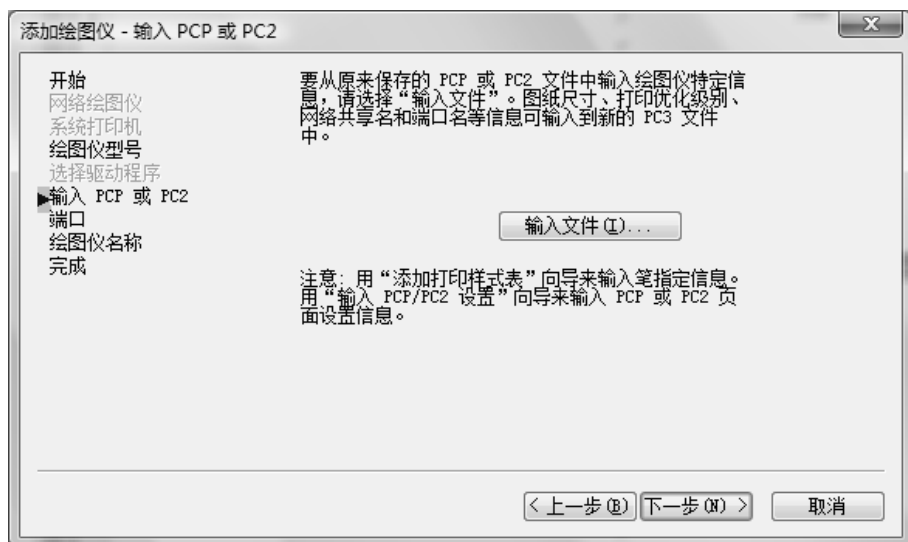 添加绘图仪 - 输入 PCP 或 PC2
开始
网络绘图仪
系统打印机
绘图仪型号
选择驱动程序
输入 PCP 或 PC2
端口
绘图仪名称
完成
要从原来保存的 PCP 或 PC2 文件中输入绘图仪特定信
息，请选择“输入文件”。图纸尺寸、打印优化级别、
网络共享名和端口名等信息可输入到新的 PC3 文件
中。
输入文件(I)...
注意: 用“添加打印样式表”向导来输入笔指定信息。
用“输入 PCP/PC2 设置”向导来输入 PCP 或 PC2 页
面设置信息。
< 上一步(B)
下一步(N) >
取消